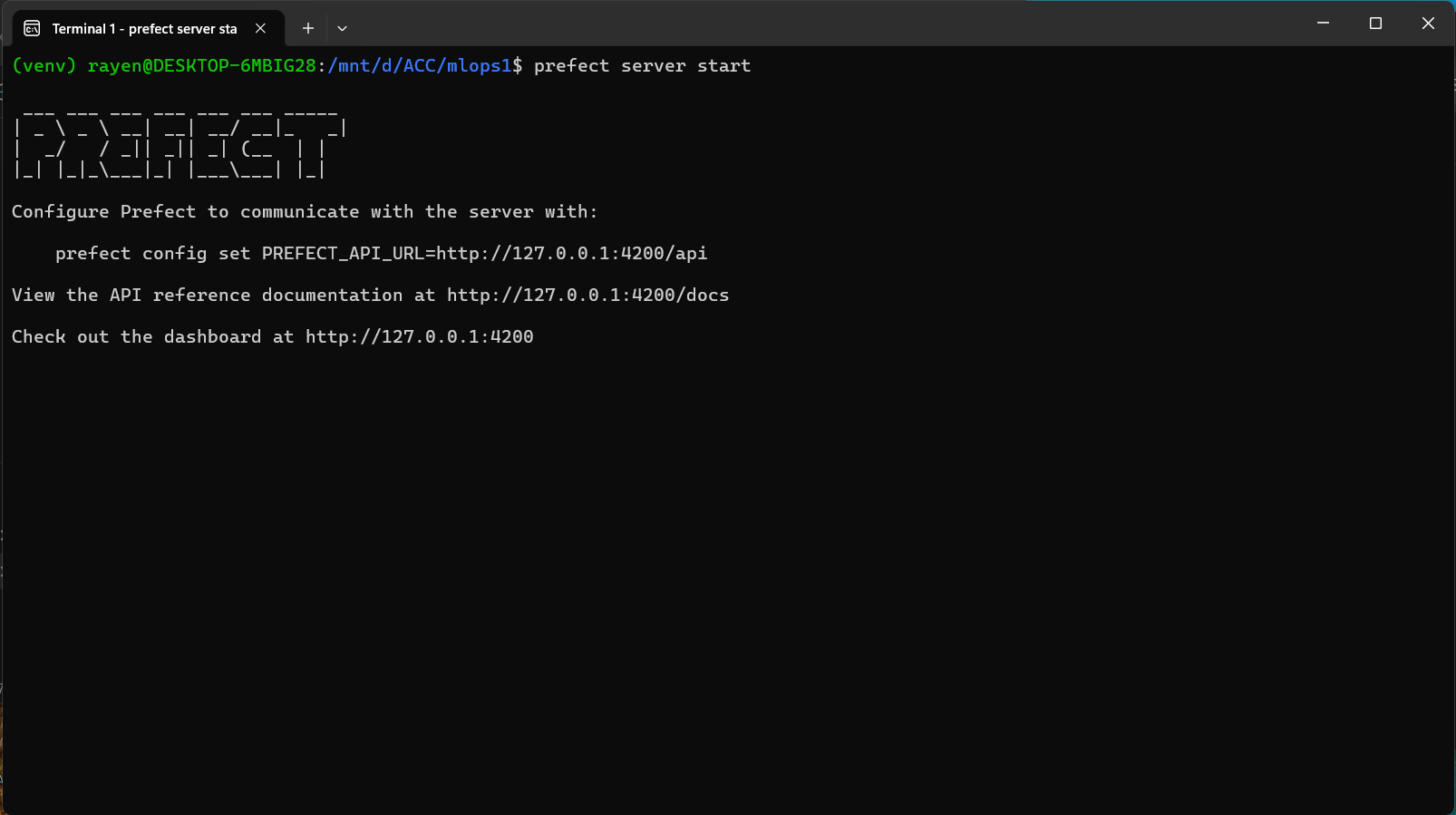 Terminal 1 - prefect server sta
(venv) rayen@DESKTOP-6MBIG28:/mnt/d/ACC/mlops1$ prefect server start
 ___ ___ ___ ___ ___ ___ _____
| _ \ _ \ __| __| __/ __|_   _|
|  _/   / _|| _|| _| (__  | |
|_| |_|_\___|_| |___\___| |_|
Configure Prefect to communicate with the server with:
    prefect config set PREFECT_API_URL=http://127.0.0.1:4200/api
View the API reference documentation at http://127.0.0.1:4200/docs
Check out the dashboard at http://127.0.0.1:4200